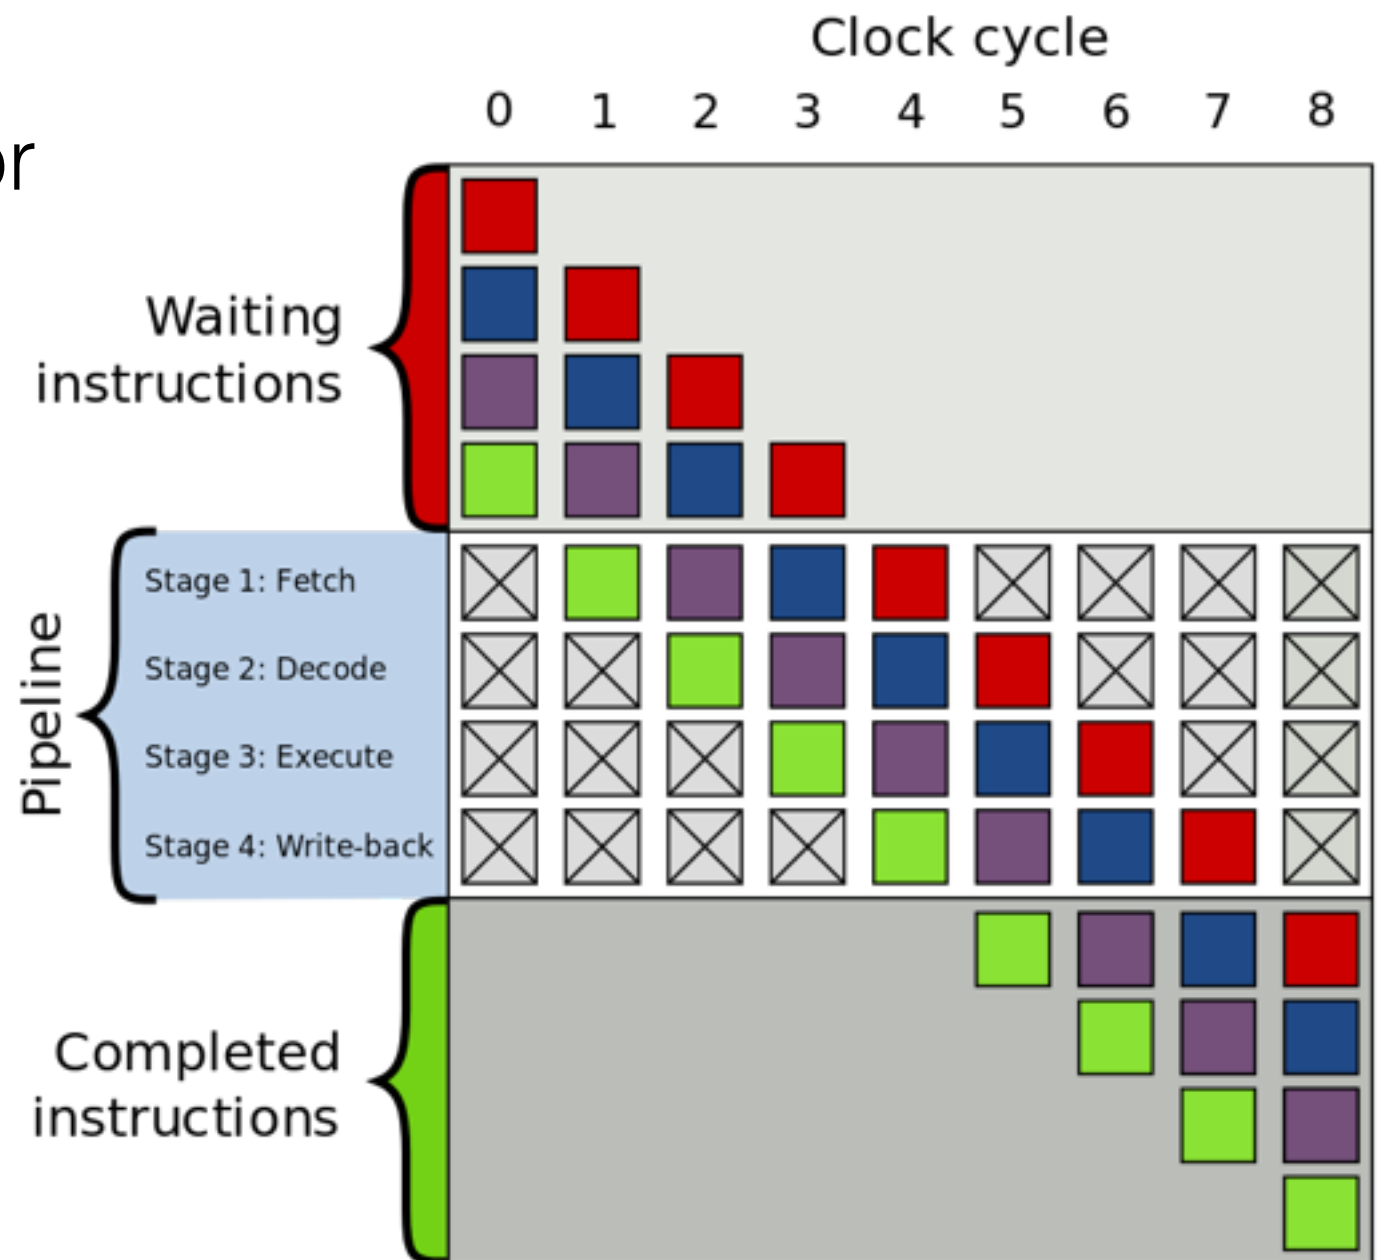 Clock cycle
0 1 2 3 4 5 6 7 8
or
Waiting
instructions
Pipeline
Stage 1: Fetch
Stage 2: Decode
Stage 3: Execute
Stage 4: Write-back
Completed
instructions